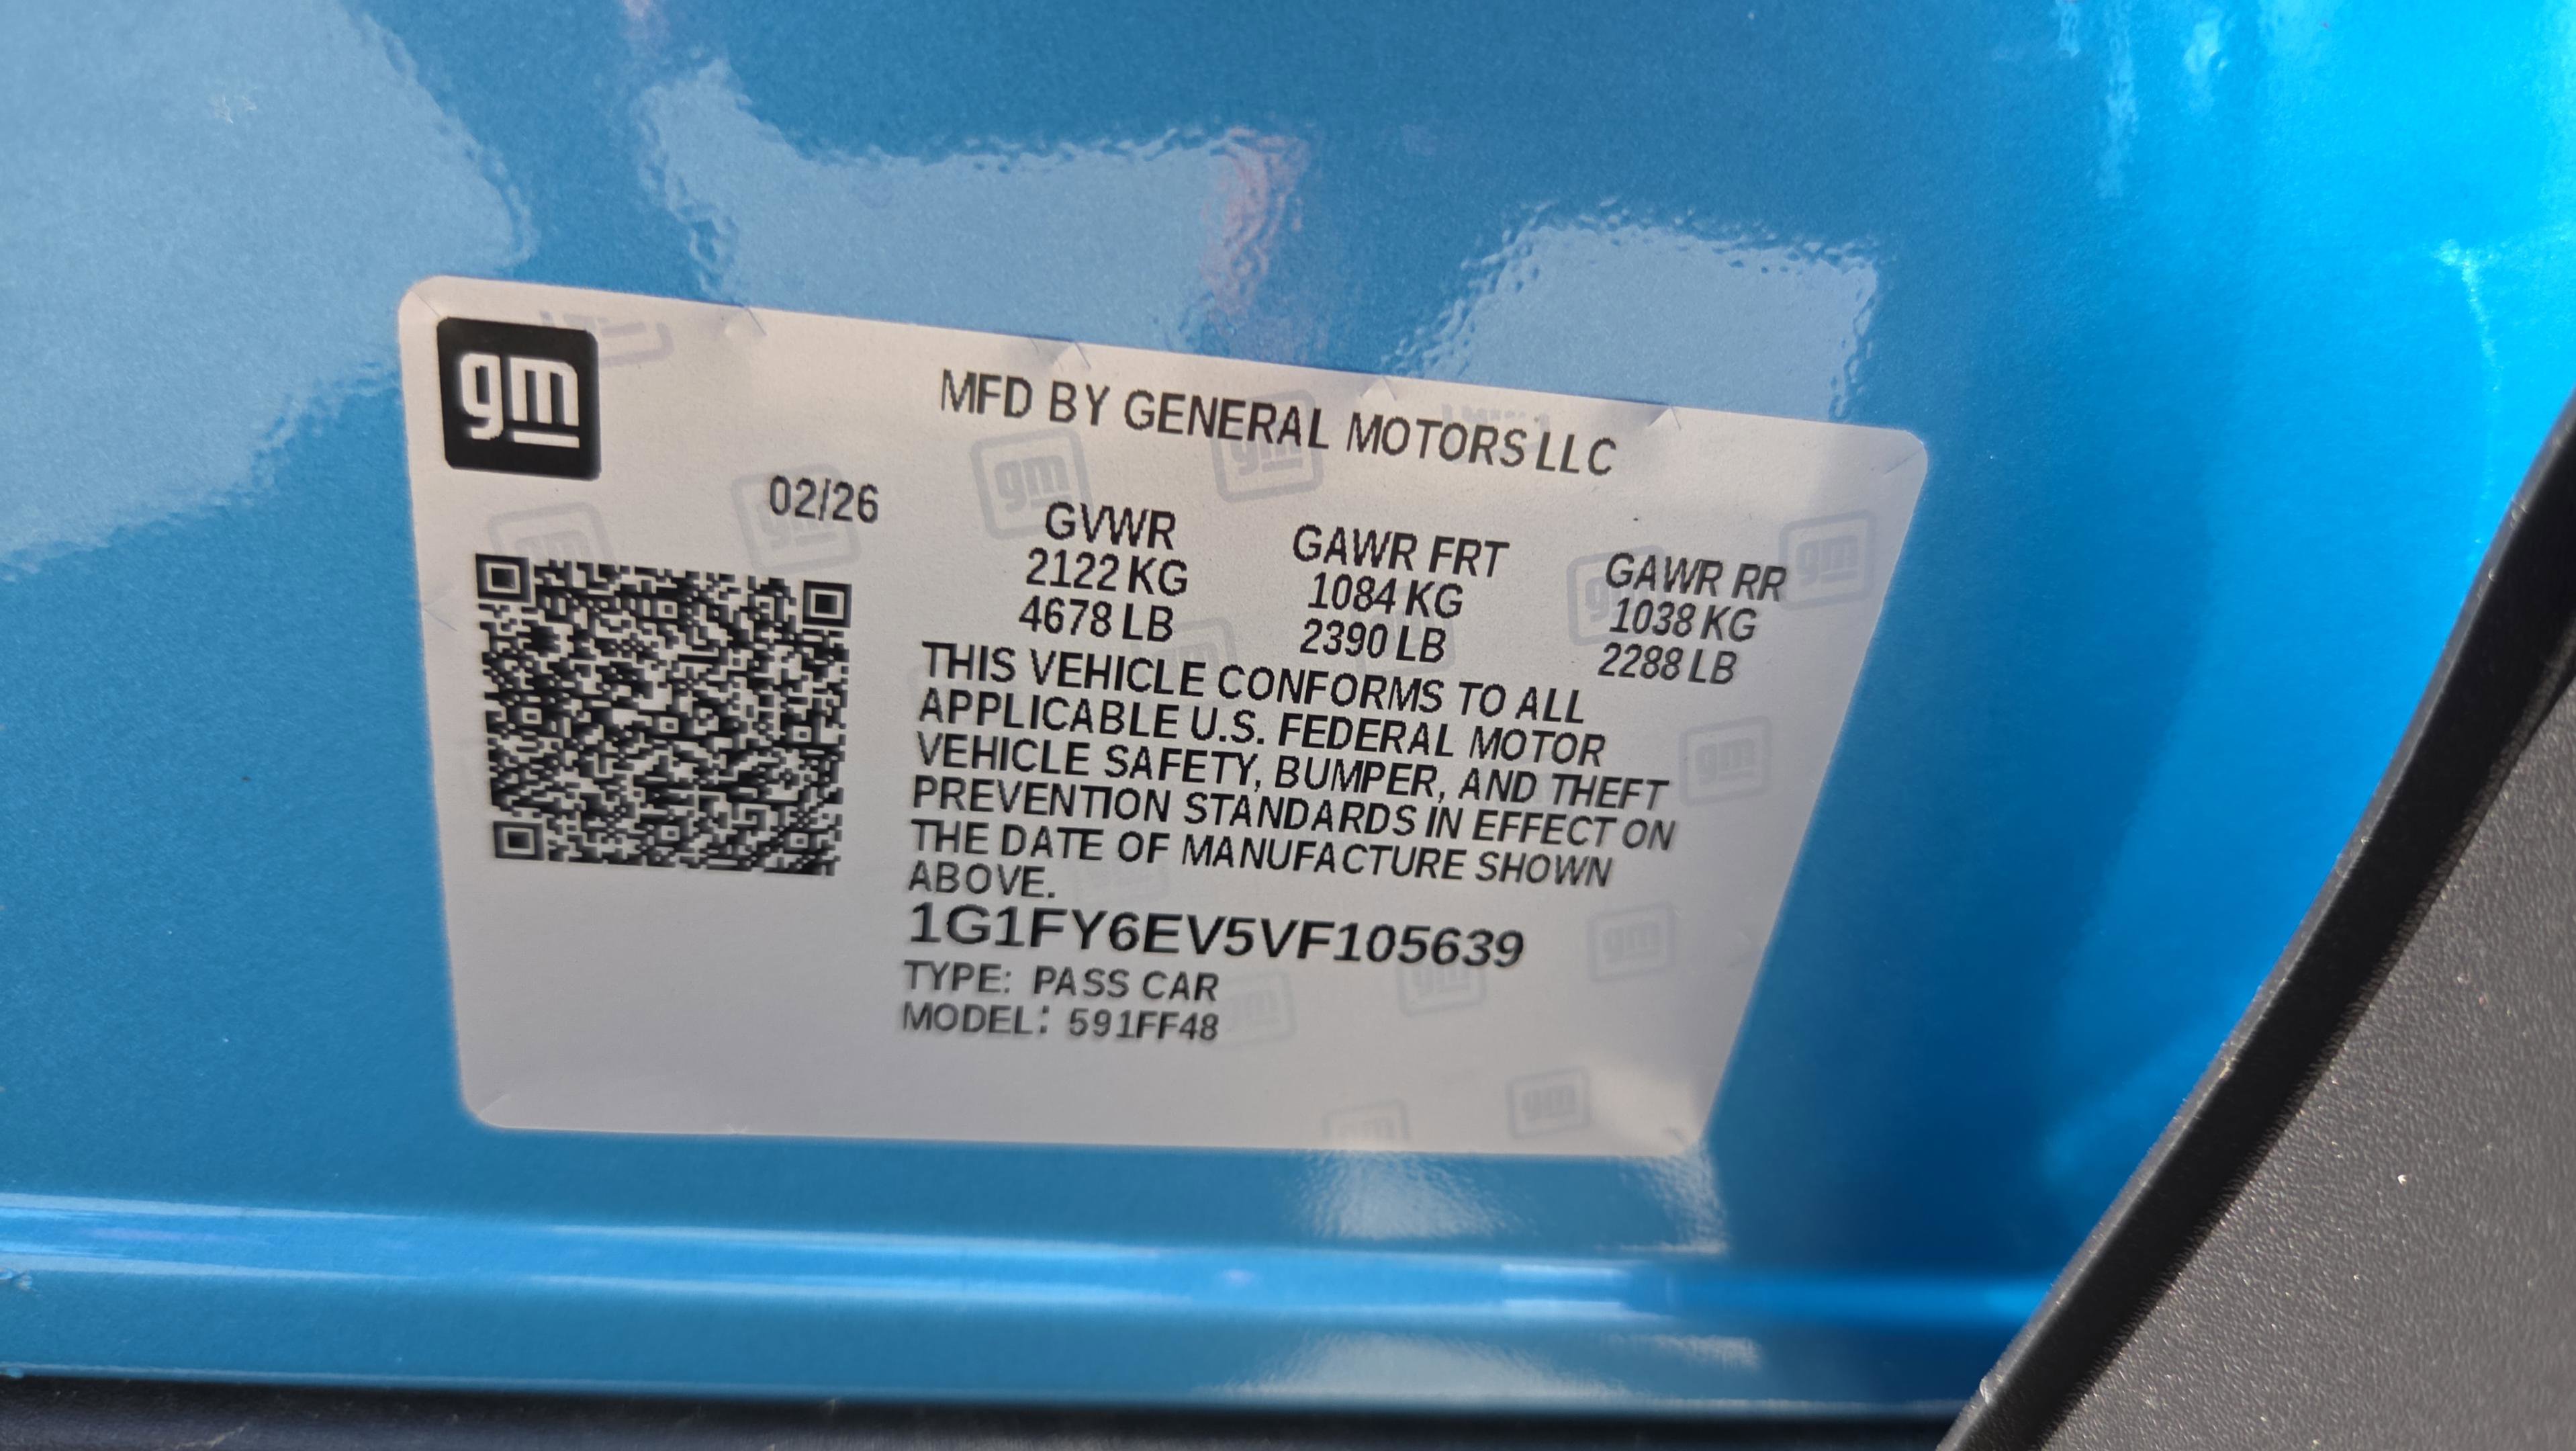 gm
MFD BY GENERAL MOTORS LLC
02/26
GVWR GAWR FRT GAWR RR
2122 KG 1084 KG 1038 KG
4678 LB 2390 LB 2288 LB
THIS VEHICLE CONFORMS TO ALL
APPLICABLE U.S. FEDERAL MOTOR
VEHICLE SAFETY, BUMPER, AND THEFT
PREVENTION STANDARDS IN EFFECT ON
THE DATE OF MANUFACTURE SHOWN
ABOVE.
1G1FY6EV5VF105639
TYPE: PASS CAR
MODEL: 591FF48